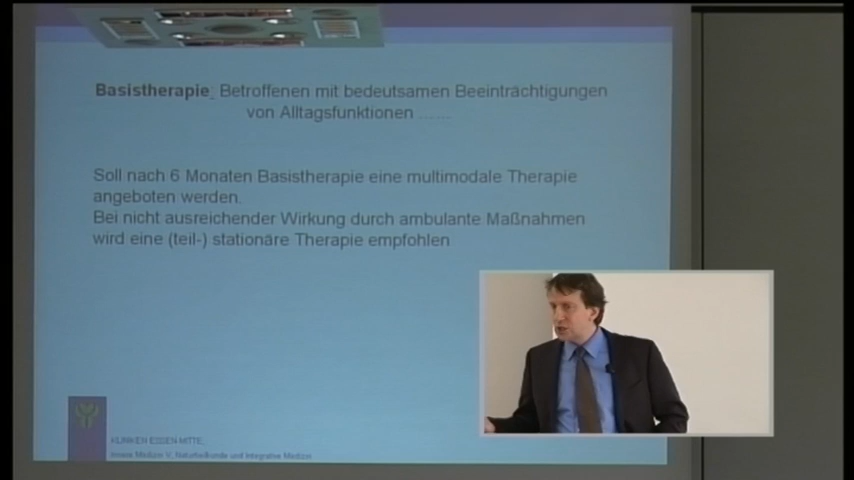 Basistherapie: Betroffenen mit bedeutsamen Beeinträchtigungen
von Alltagsfunktionen ......
Soll nach 6 Monaten Basistherapie eine multimodale Therapie
angeboten werden.
Bei nicht ausreichender Wirkung durch ambulante Maßnahmen
wird eine (teil-) stationäre Therapie empfohlen
KLINIKEN ESSEN MITTE,
Innere Medizin V, Naturheilkunde und Integrative Medizin